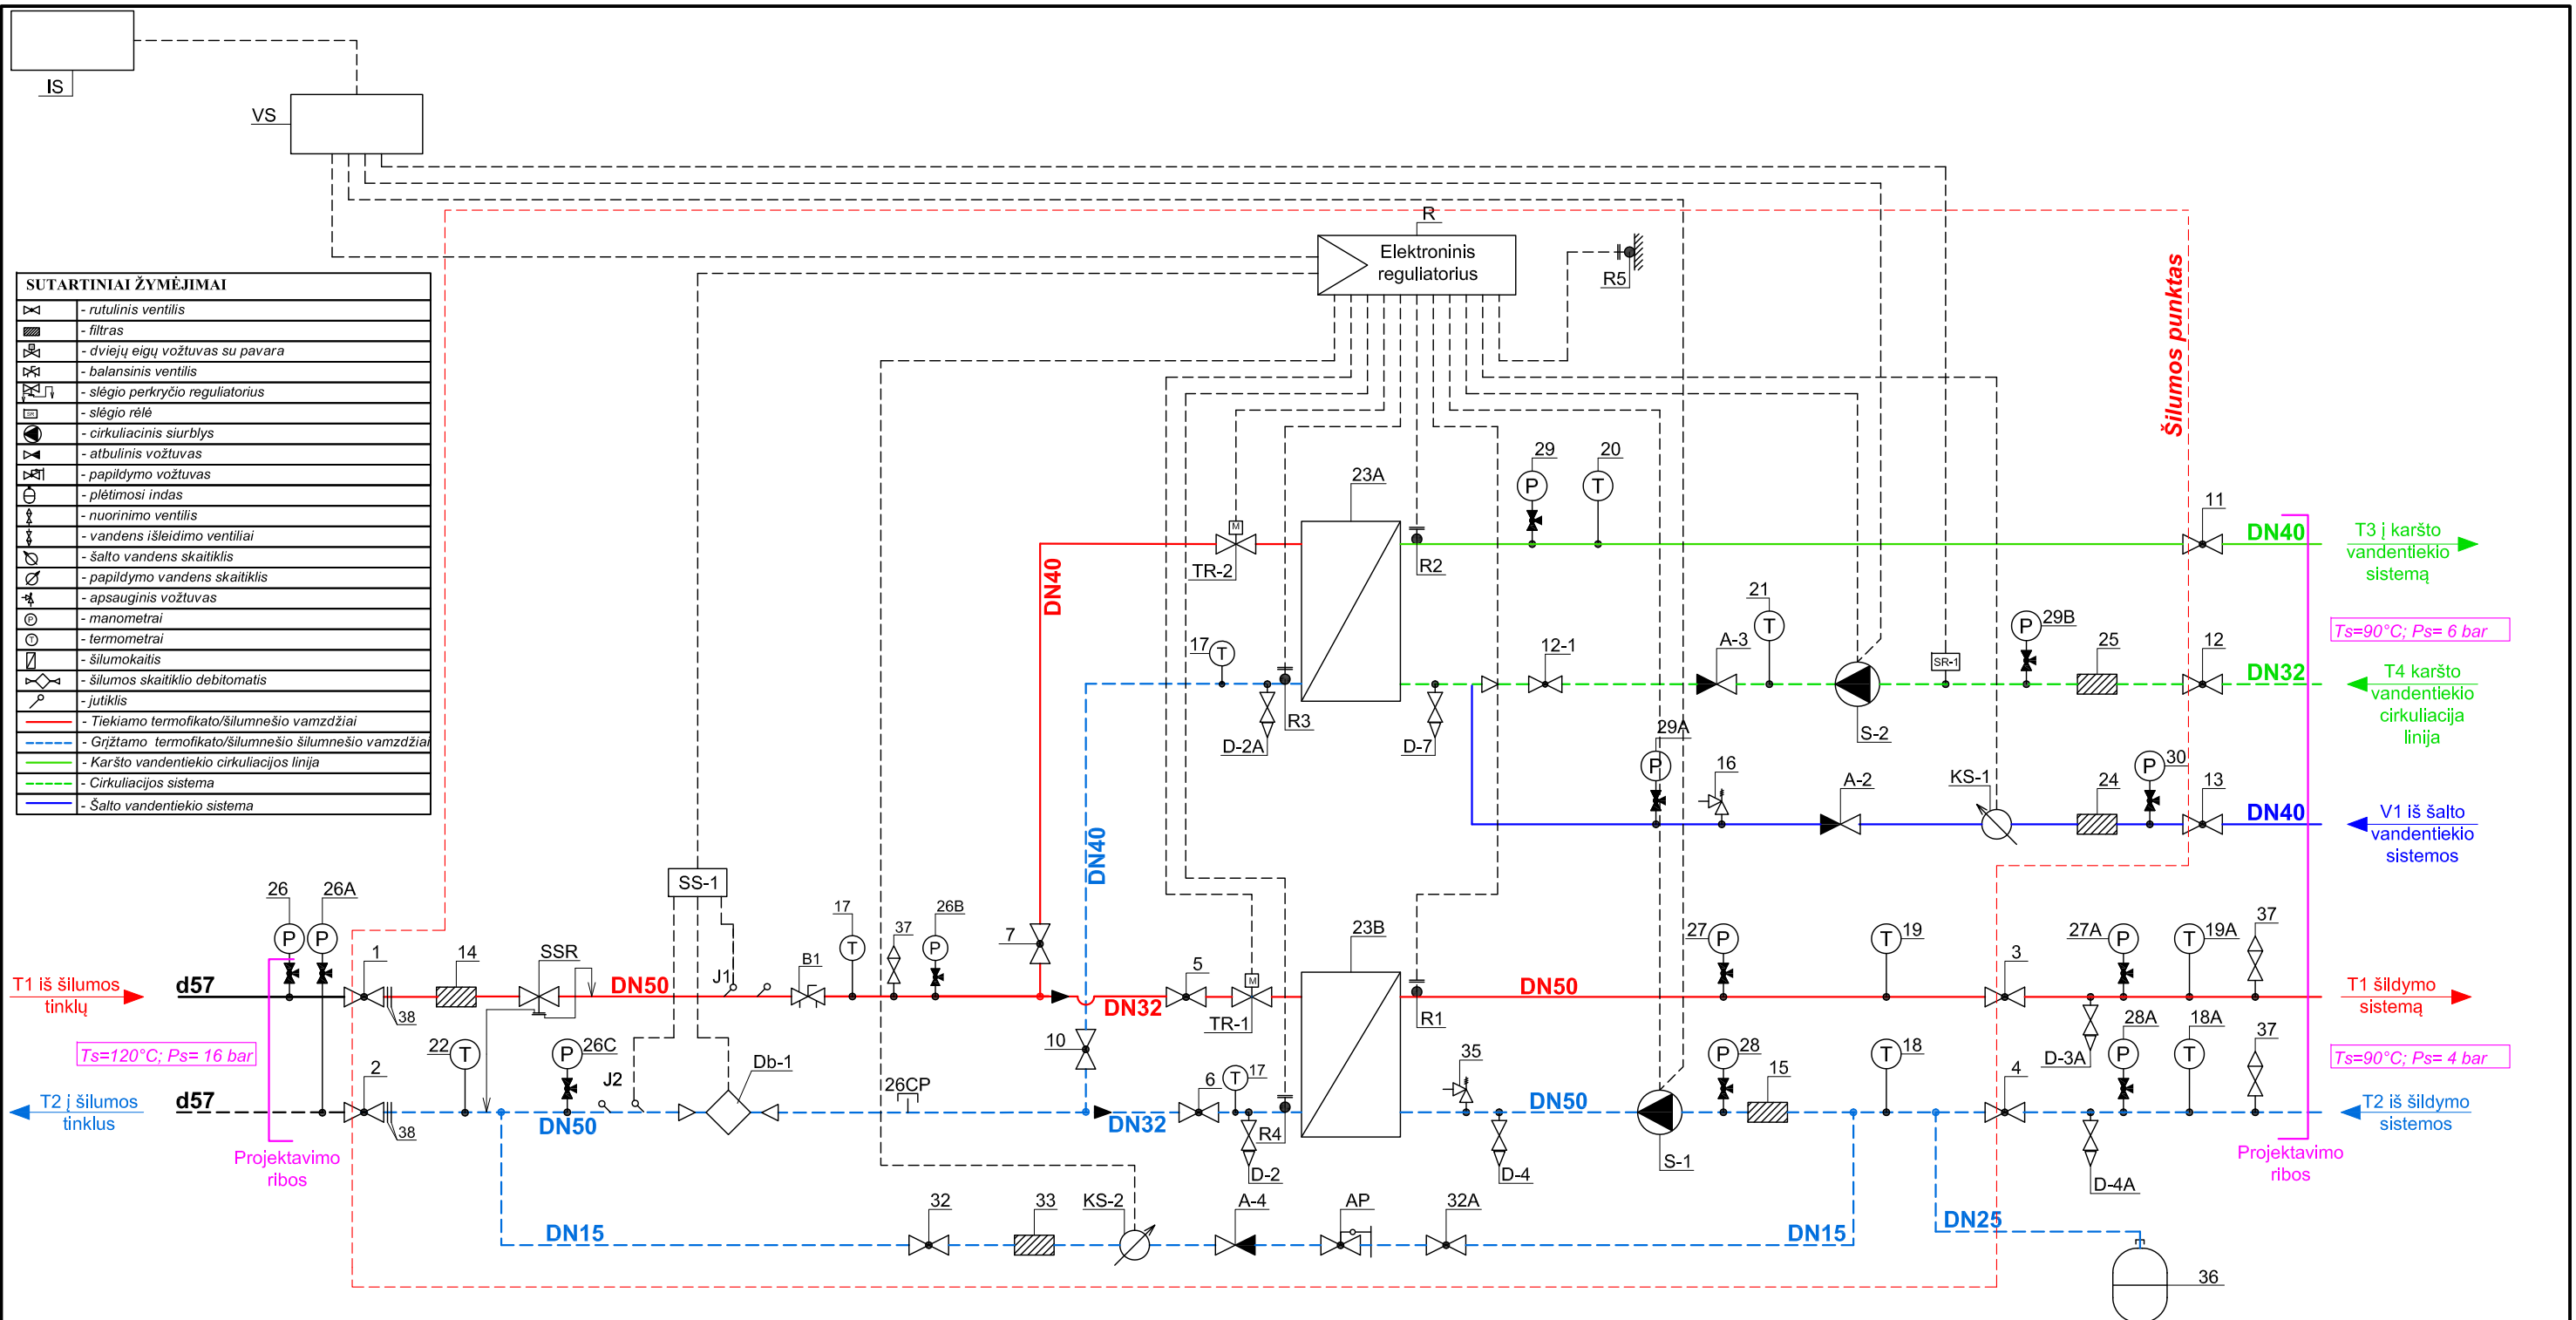 IS
VS
R
Elektroninis
reguliatorius
R5
Šilumos punktas
SUTARTINIAI ŽYMĖJIMAI
- rutulinis ventilis
- filtras
- dviejų eigų vožtuvas su pavara
- balansinis ventilis
- slėgio perkryčio reguliatorius
SR - slėgio rėlė
- cirkuliacinis siurblys
- atbulinis vožtuvas
- papildymo vožtuvas
- plėtimosi indas
- nuorinimo ventilis
- vandens išleidimo ventiliai
- šalto vandens skaitiklis
- papildymo vandens skaitiklis
- apsauginis vožtuvas
P - manometrai
T - termometrai
- šilumokaitis
- šilumos skaitiklio debitomatis
- jutiklis
- Tiekiamo termofikato/šilumnešio vamzdžiai
- Grįžtamo termofikato/šilumnešio šilumnešio vamzdžiai
- Karšto vandentiekio cirkuliacijos linija
- Cirkuliacijos sistema
- Šalto vandentiekio sistema
23A
29
P
20
T
11
DN40
T3 į karšto
vandentiekio
sistemą
M
TR-2
R2
DN40
17
T
D-2A
R3
D-7
12-1
A-3
21
T
S-2
SR-1
P
29B
25
12
DN32
T4 karšto
vandentiekio
cirkuliacija
linija
Ts=90°C; Ps= 6 bar
29A
P
16
A-2
KS-1
24
P
30
13
DN40
V1 iš šalto
vandentiekio
sistemos
DN40
SS-1
26
P
26A
P
1
38
14
SSR
DN50
J1
B1
17
T
37
26B
P
7
DN32
5
M
TR-1
23B
R1
DN50
27
P
T
19
3
27A
P
19A
T
37
D-3A
T1 iš šilumos
tinklų
d57
T1 šildymo
sistemą
Ts=120°C; Ps= 16 bar
Ts=90°C; Ps= 4 bar
T2 į šilumos
tinklus
d57
2
38
22
T
P
26C
J2
DN50
Db-1
26CP
10
DN32
6
T
17
D-2
R4
35
D-4
DN50
S-1
P
28
15
T
18
4
28A
P
18A
T
37
D-4A
T2 iš šildymo
sistemos
Projektavimo
ribos
Projektavimo
ribos
DN15
32
33
KS-2
A-4
AP
32A
DN15
DN25
36